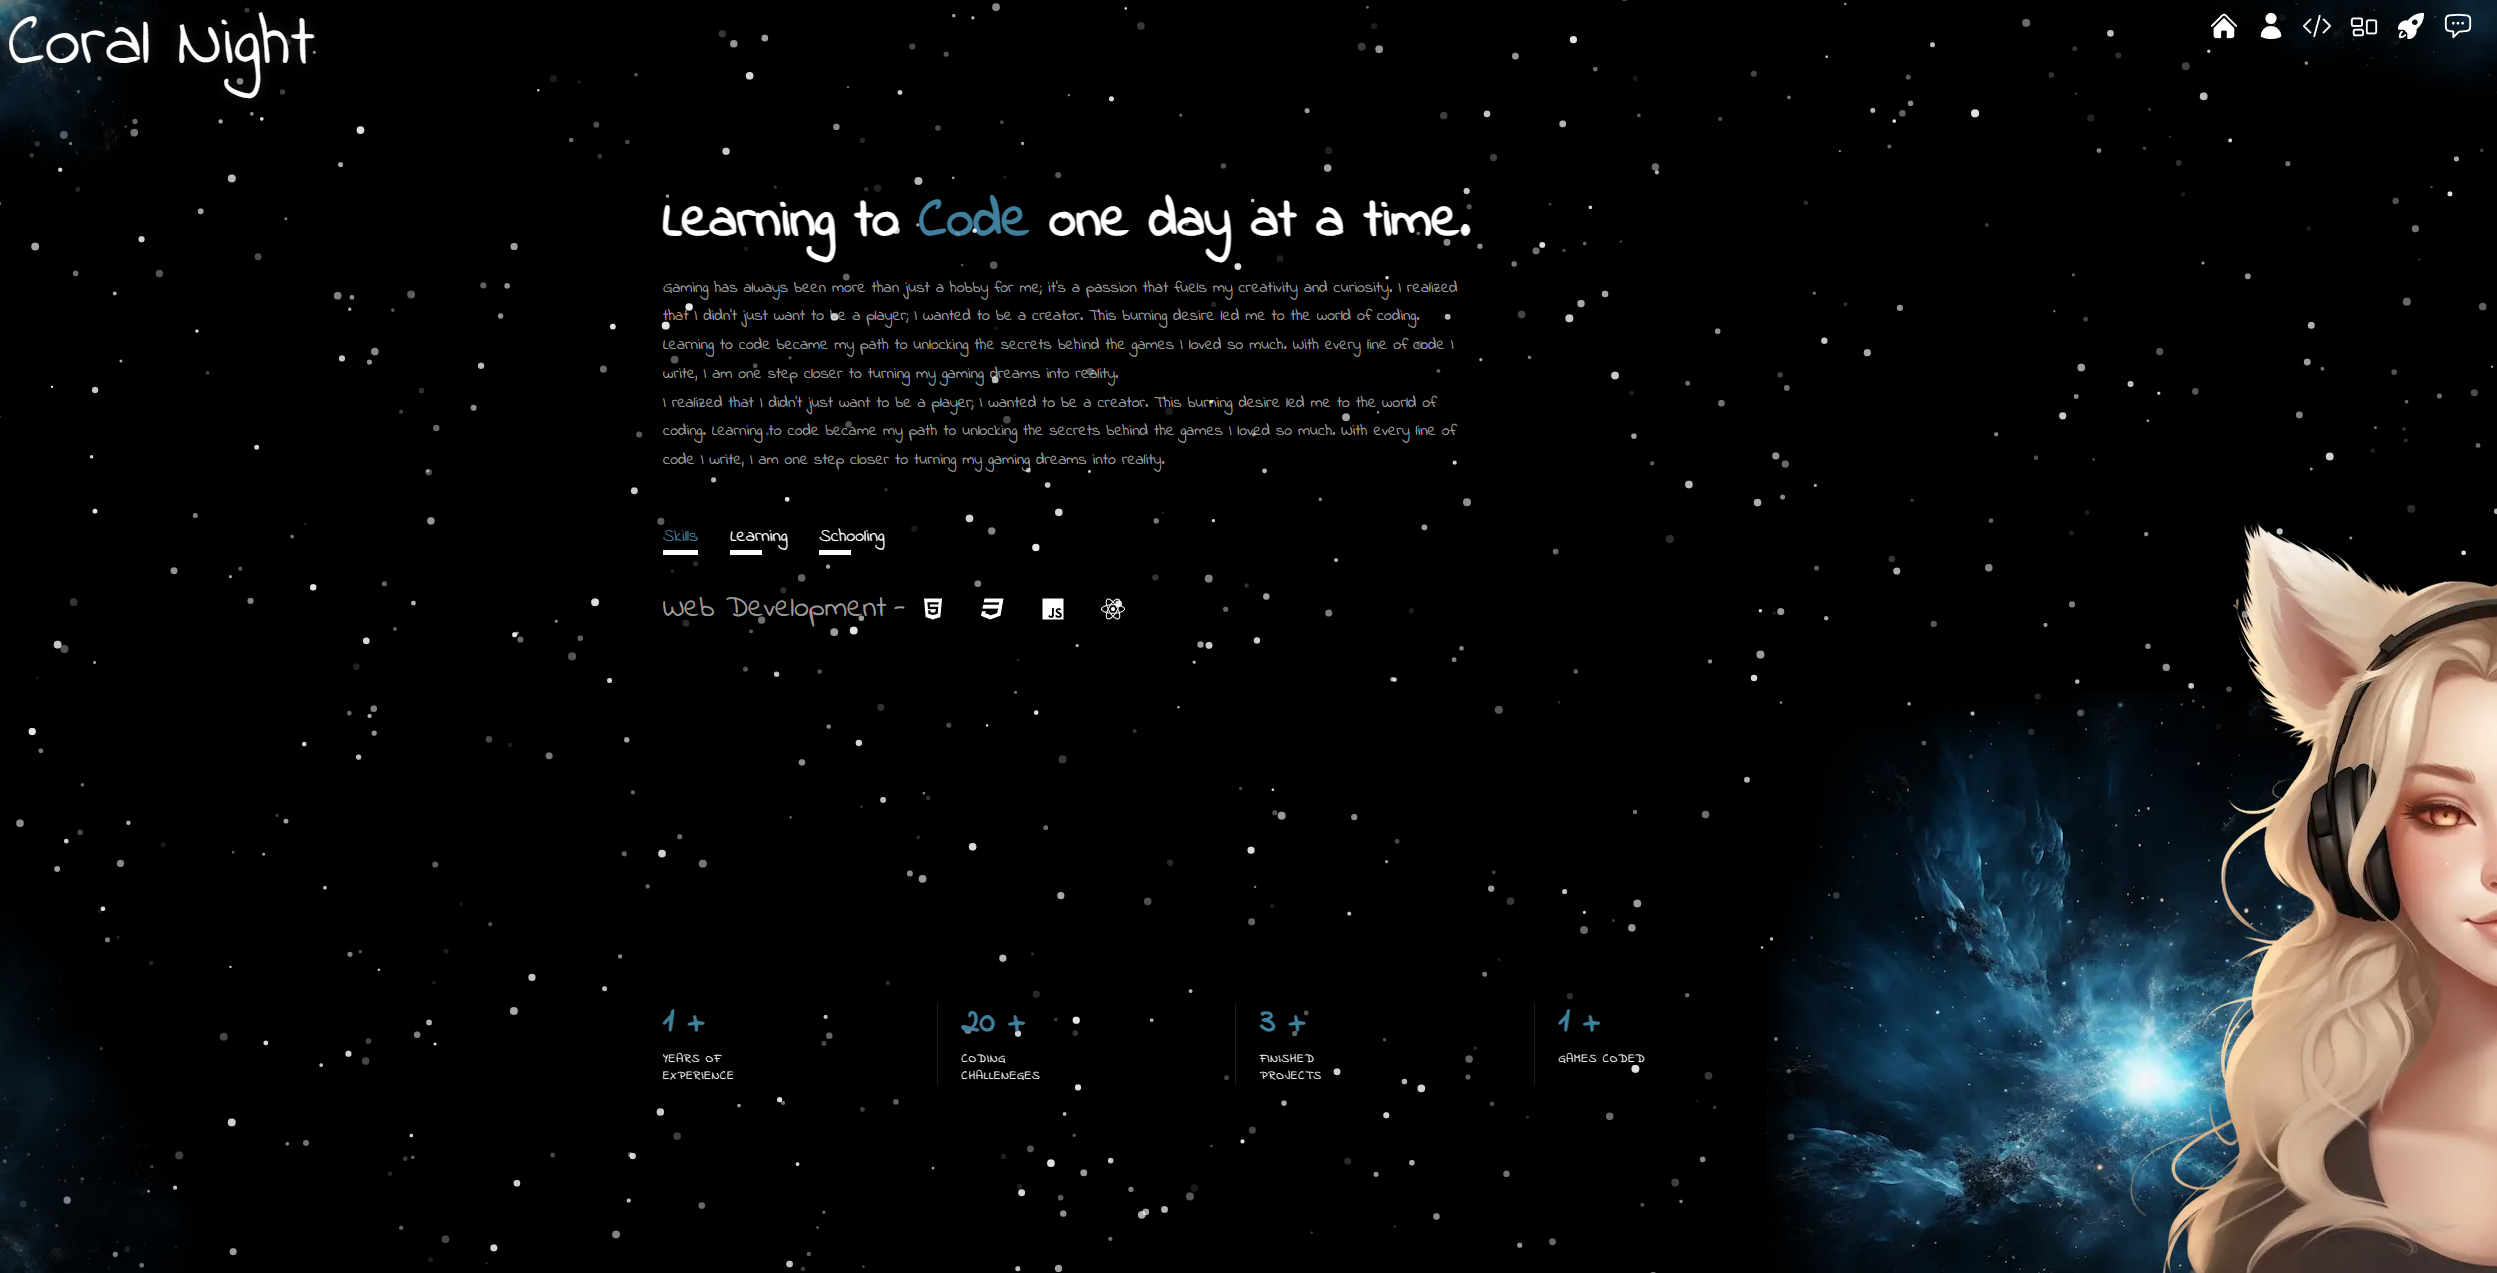 Coral Night
Learning to Code one day at a time.
Gaming has always been more than just a hobby for me; it's a passion that fuels my creativity and curiosity. I realized
that I didn't just want to be a player; I wanted to be a creator. This burning desire led me to the world of coding.
Learning to code became my path to unlocking the secrets behind the games I loved so much. With every line of code I
write, I am one step closer to turning my gaming dreams into reality.
I realized that I didn't just want to be a player; I wanted to be a creator. This burning desire led me to the world of
coding. Learning to code became my path to unlocking the secrets behind the games I loved so much. With every line of
code I write, I am one step closer to turning my gaming dreams into reality.
Skills Learning Schooling
Web Development - 5 3 JS
1 + 20 + 3 + 1 +
YEARS OF CODING FINISHED GAMES CODED
EXPERIENCE CHALLENEGES PROJECTS